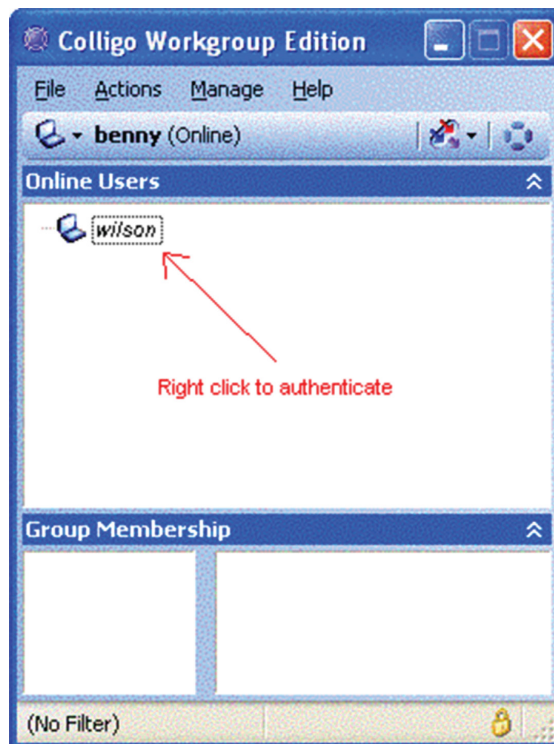 Colligo Workgroup Edition
File Actions Manage Help
benny (Online)
Online Users
wilson
Right click to authenticate
Group Membership
(No Filter)